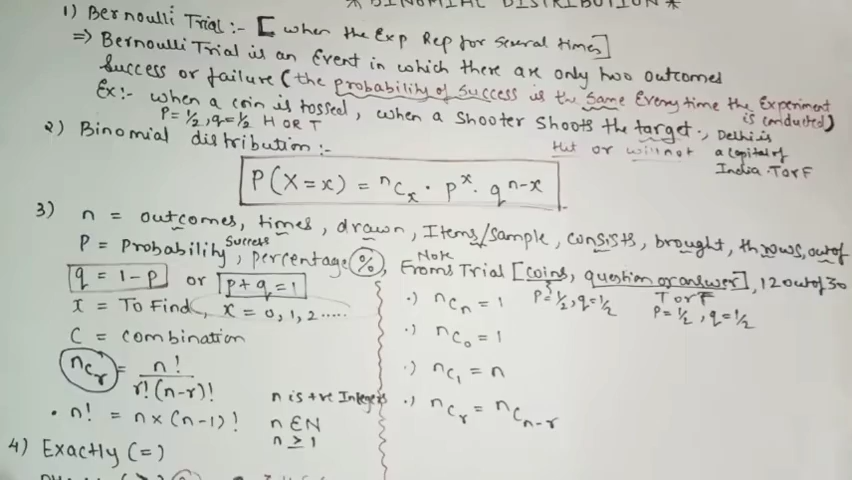 * BINOMIAL DISTRIBUTION *
1) Bernoulli Trial :- [ when the Exp Rep for several times ]
⇒ Bernoulli Trial is an Event in which there are only two outcomes
Success or failure ( the probability of success is the same Every time the Experiment is conducted )
Ex :- when a coin is tossed, when a shooter shoots the target., Delhi is
P = 1/2, q = 1/2 H OR T
Hit or will not
a capital of
India . T or F
2) Binomial distribution :-
P(X=x) = ⁿCₓ · pˣ · qⁿ⁻ˣ
3) n = outcomes, times, drawn, Items/sample, consists, brought, throws, out of
P = Probability Success, percentage (%), From Trial [coins, question or answer], 12 out of 30
Note
q = 1 - p or p + q = 1
P = 1/2, q = 1/2
T or F
P = 1/2, q = 1/2
x = To Find, x = 0, 1, 2 .....
C = combination
ⁿCᵣ = n! / r! (n-r)!
n is +ve Integers
• n! = n × (n-1)!
n ∈ N
n ≥ 1
·) ⁿCₙ = 1
·) ⁿC₀ = 1
·) ⁿC₁ = n
·) ⁿCᵣ = ⁿCₙ₋ᵣ
4) Exactly (=)